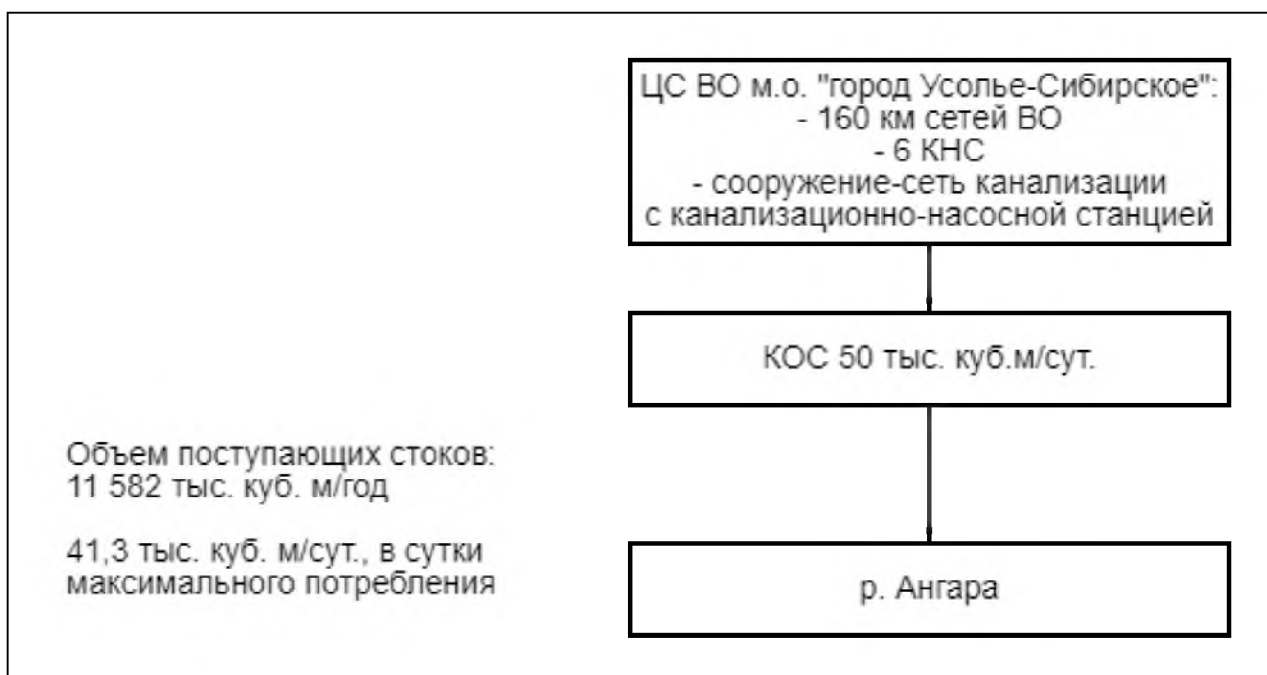 ЦС ВО м.о. "город Усолье-Сибирское":
- 160 км сетей ВО
- 6 КНС
- сооружение-сеть канализации
с канализационно-насосной станцией
КОС 50 тыс. куб.м/сут.
Объем поступающих стоков:
11 582 тыс. куб. м/год
41,3 тыс. куб. м/сут., в сутки
максимального потребления
р. Ангара